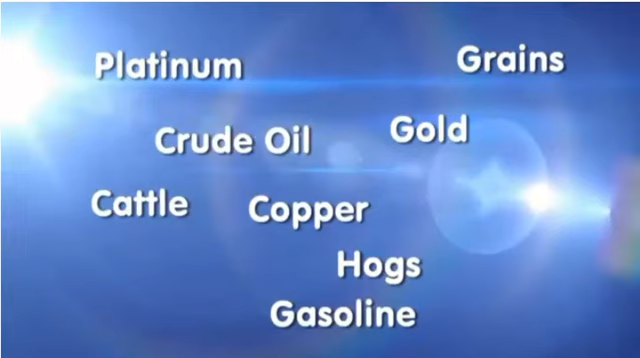 Platinum
Grains
Crude Oil
Gold
Cattle
Copper
Hogs
Gasoline